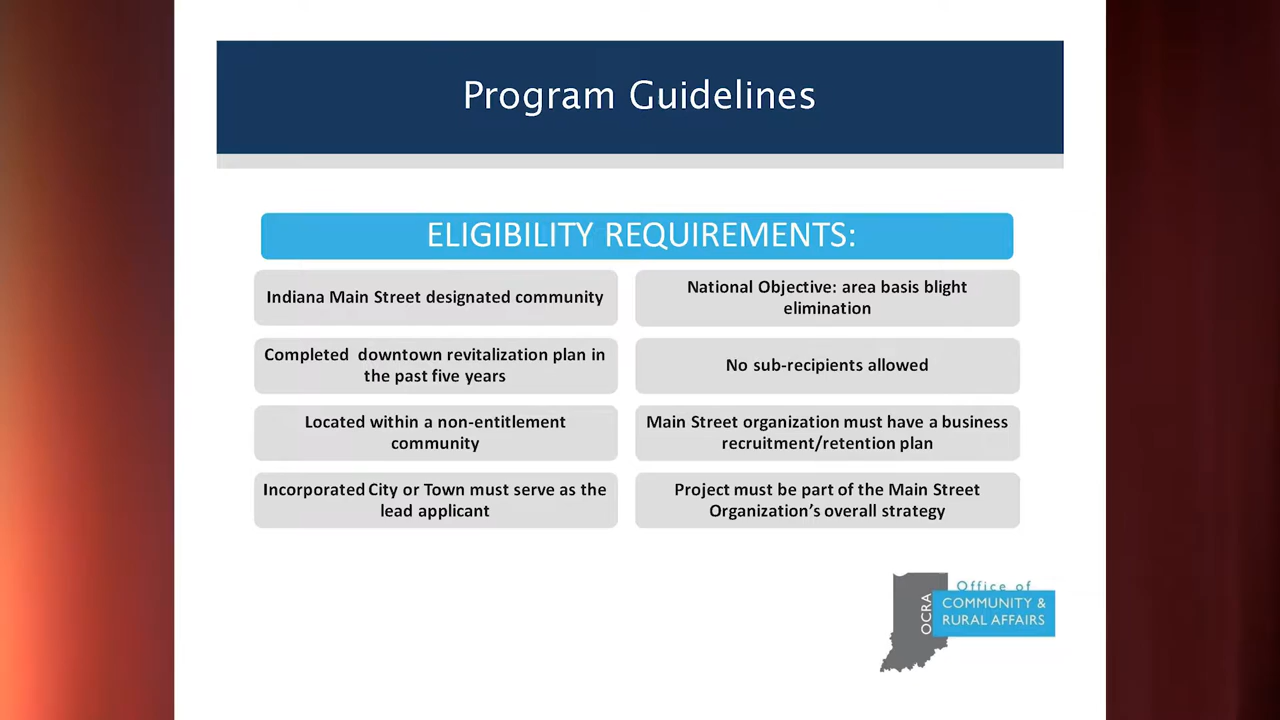 Program Guidelines
ELIGIBILITY REQUIREMENTS:
Indiana Main Street designated community
National Objective: area basis blight
elimination
Completed downtown revitalization plan in
the past five years
No sub-recipients allowed
Located within a non-entitlement
community
Main Street organization must have a business
recruitment/retention plan
Incorporated City or Town must serve as the
lead applicant
Project must be part of the Main Street
Organization's overall strategy
OCRA
Office of
COMMUNITY &
RURAL AFFAIRS